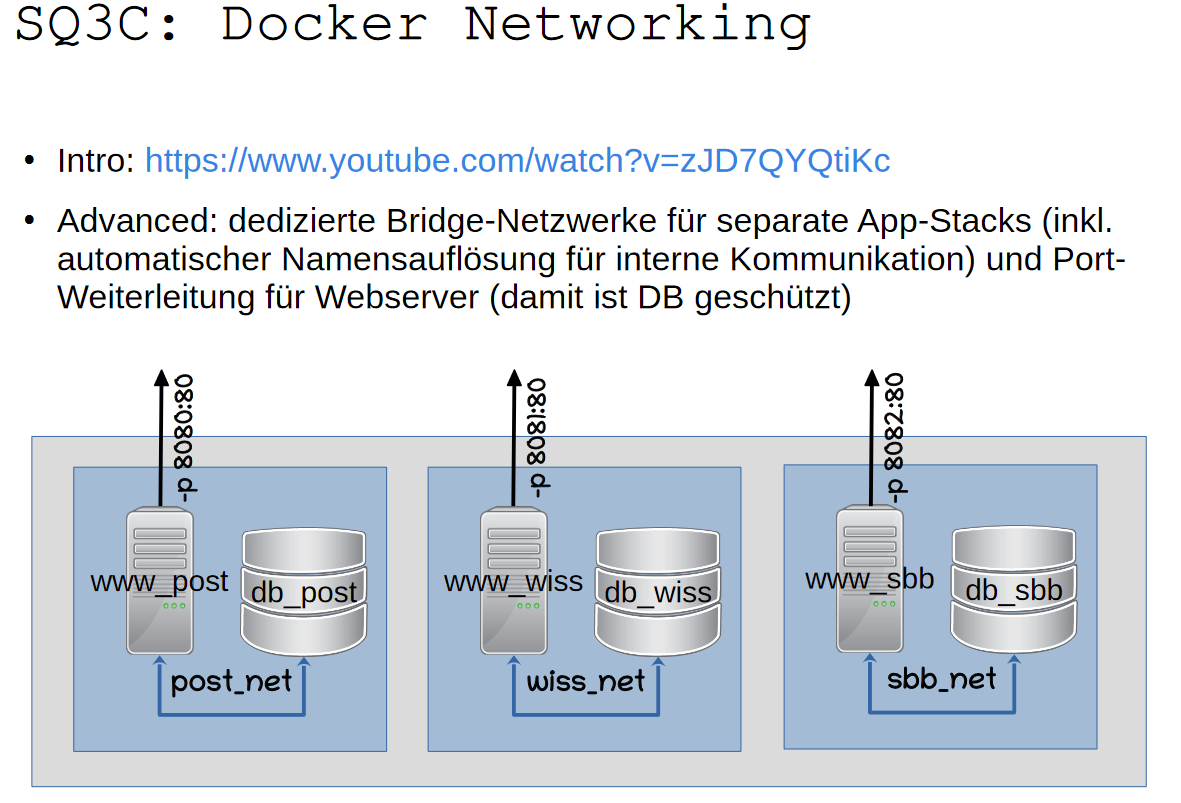 SQ3C: Docker Networking
• Intro: https://www.youtube.com/watch?v=zJD7QYQtiKc
• Advanced: dedizierte Bridge-Netzwerke für separate App-Stacks (inkl.
automatischer Namensauflösung für interne Kommunikation) und Port-
Weiterleitung für Webserver (damit ist DB geschützt)
-p 8080:80
-p 8081:80
-p 8082:80
www_post
db_post
www_wiss
db_wiss
www_sbb
db_sbb
post_net
wiss_net
sbb_net